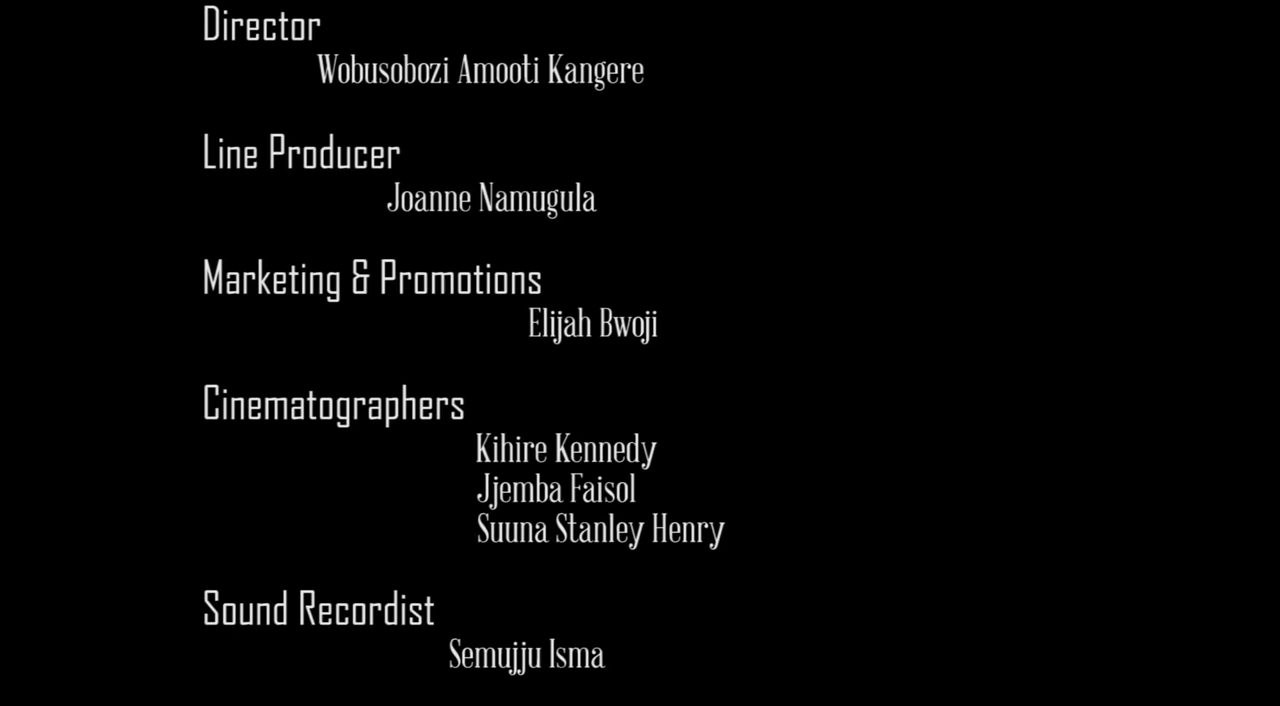 Director
Wobusobozi Amooti Kangere
Line Producer
Joanne Namugula
Marketing & Promotions
Elijah Bwoji
Cinematographers
Kihire Kennedy
Jjemba Faisol
Suuna Stanley Henry
Sound Recordist
Semujju Isma